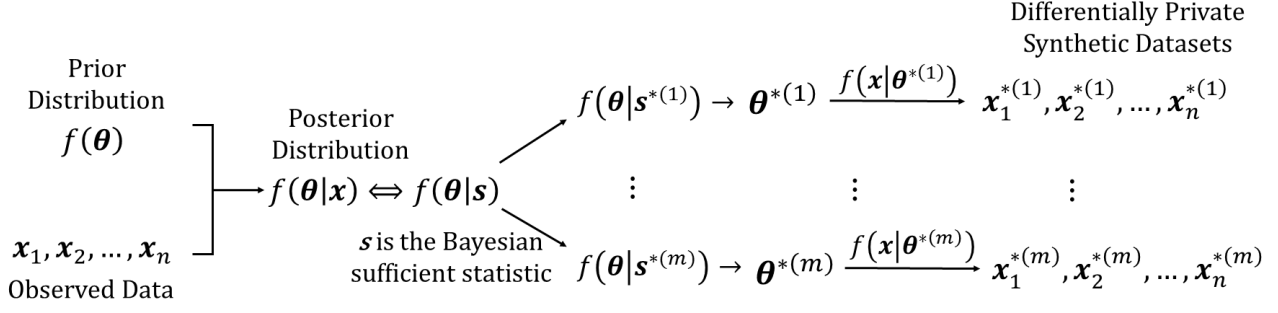 Prior
Distribution
f(θ)
x₁, x₂, …, xₙ
Observed Data
Posterior
Distribution
f(θ|x) ⟺ f(θ|s)
s is the Bayesian
sufficient statistic
Differentially Private
Synthetic Datasets
f(θ|s*⁽¹⁾) → θ*⁽¹⁾ f(x|θ*⁽¹⁾) x₁*⁽¹⁾, x₂*⁽¹⁾, …, xₙ*⁽¹⁾
⋮ ⋮ ⋮
f(θ|s*⁽ᵐ⁾) → θ*⁽ᵐ⁾ f(x|θ*⁽ᵐ⁾) x₁*⁽ᵐ⁾, x₂*⁽ᵐ⁾, …, xₙ*⁽ᵐ⁾